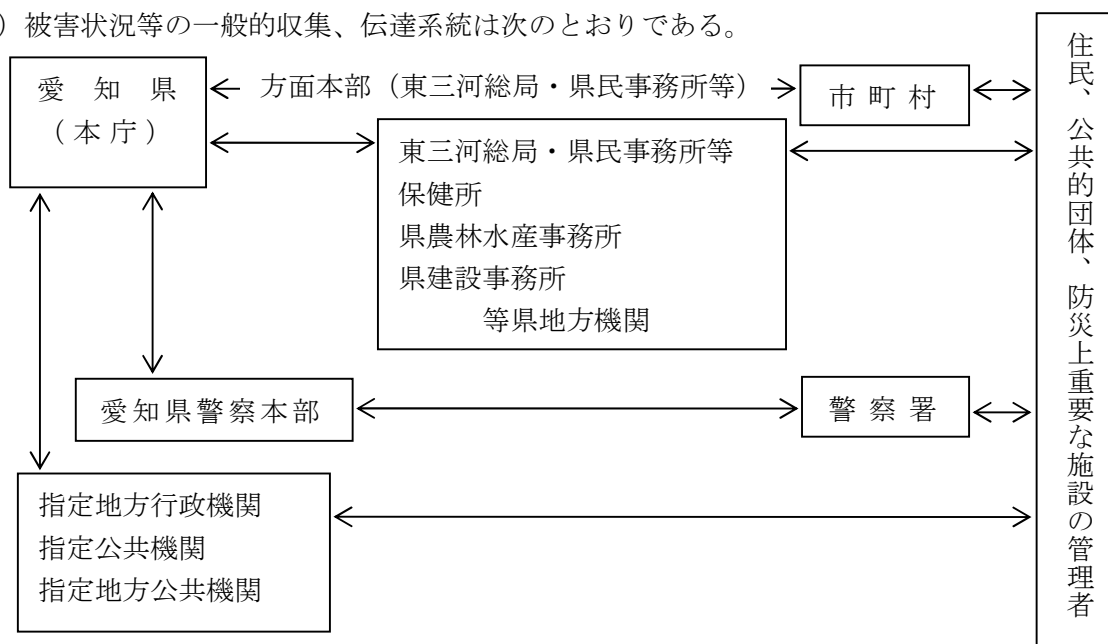 ）被害状況等の一般的収集、伝達系統は次のとおりである。
愛知県
（本庁）
方面本部（東三河総局・県民事務所等）
市町村
東三河総局・県民事務所等
保健所
県農林水産事務所
県建設事務所
等県地方機関
愛知県警察本部
警察署
指定地方行政機関
指定公共機関
指定地方公共機関
住民、公共的団体、防災上重要な施設の管理者